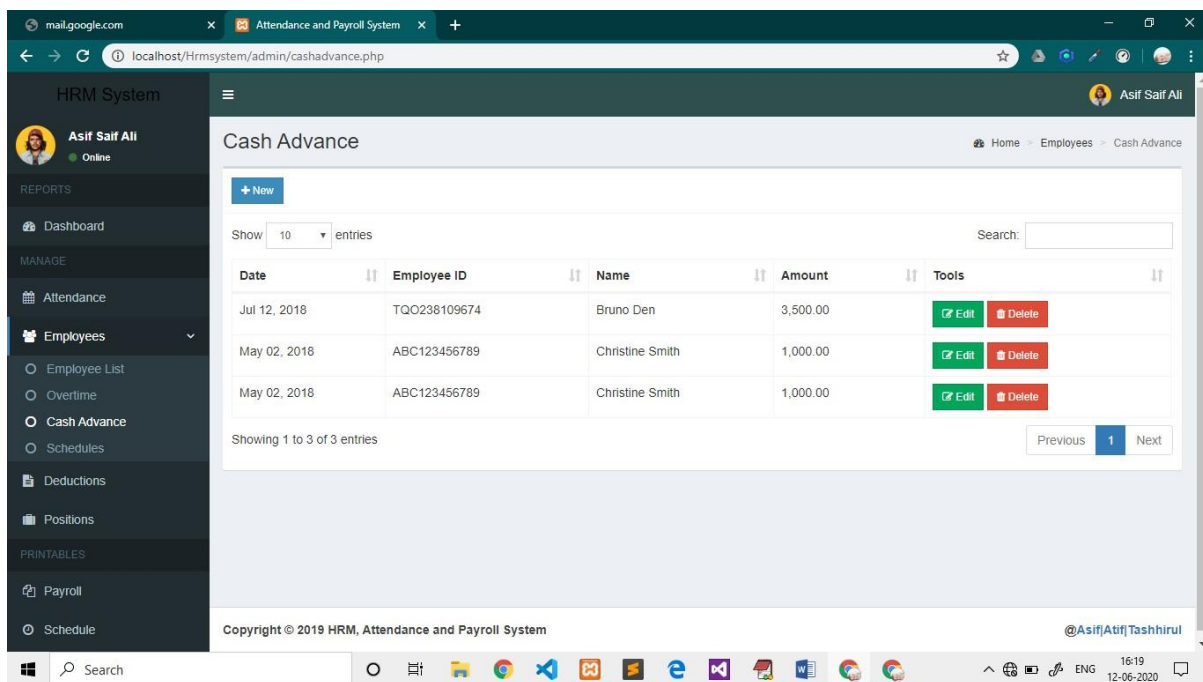 mail.google.com
Attendance and Payroll System
localhost/Hrmsystem/admin/cashadvance.php
HRM System
Asif Saif Ali
Asif Saif Ali
Online
REPORTS
Dashboard
MANAGE
Attendance
Employees
Employee List
Overtime
Cash Advance
Schedules
Deductions
Positions
PRINTABLES
Payroll
Schedule
Cash Advance
Home > Employees > Cash Advance
+ New
Show 10 entries
Search:
Date Employee ID Name Amount Tools
Jul 12, 2018 TQO238109674 Bruno Den 3,500.00 Edit Delete
May 02, 2018 ABC123456789 Christine Smith 1,000.00 Edit Delete
May 02, 2018 ABC123456789 Christine Smith 1,000.00 Edit Delete
Showing 1 to 3 of 3 entries
Previous 1 Next
Copyright © 2019 HRM, Attendance and Payroll System
@Asif|Atif|Tashhirul
Search
ENG
16:19
12-06-2020